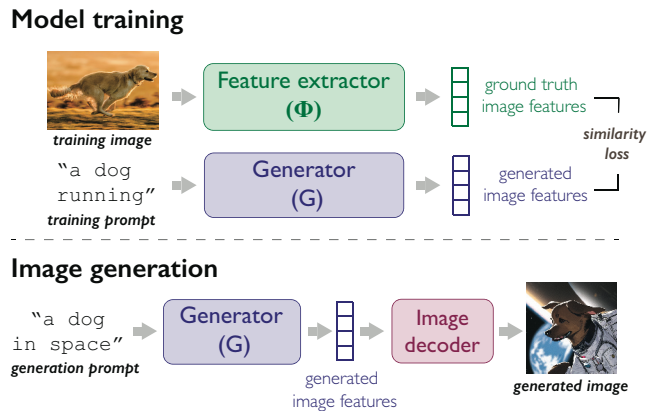 Model training
Feature extractor
(Φ)
ground truth
image features
training image
similarity
loss
“a dog
running”
training prompt
Generator
(G)
generated
image features
Image generation
“a dog
in space”
generation prompt
Generator
(G)
generated
image features
Image
decoder
generated image